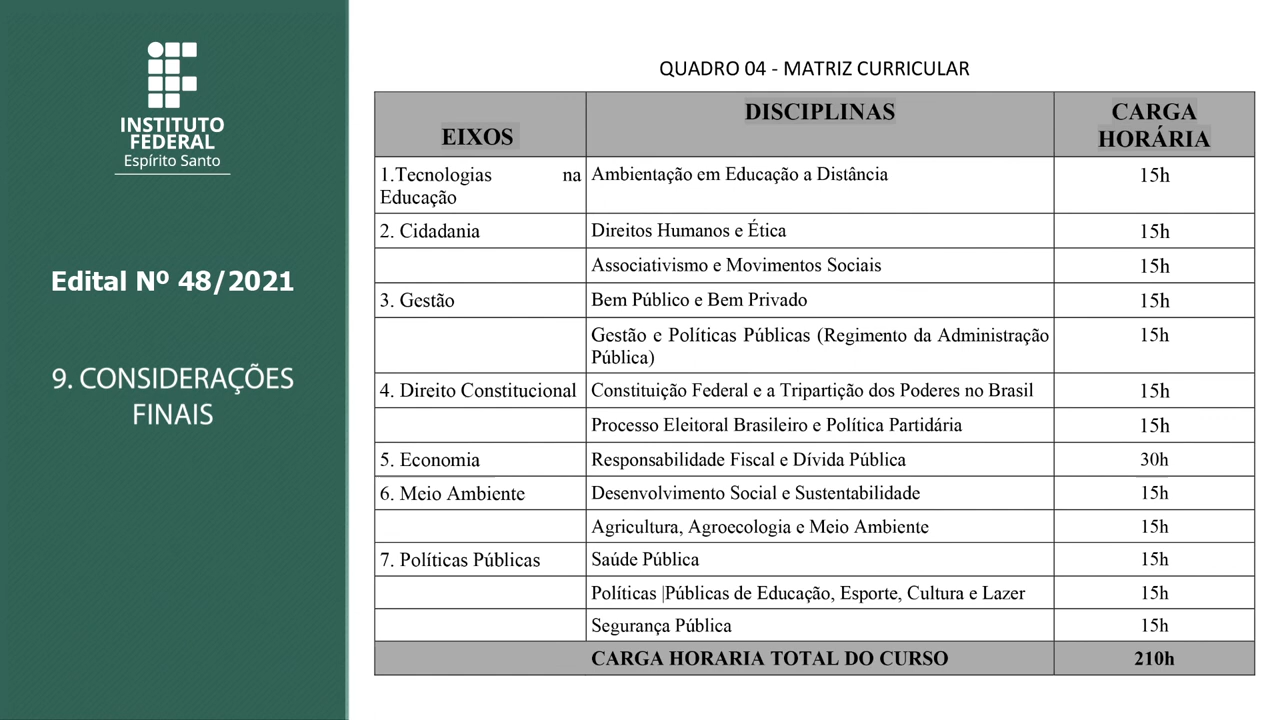 INSTITUTO
FEDERAL
Espírito Santo
Edital Nº 48/2021
9. CONSIDERAÇÕES
FINAIS
QUADRO 04 - MATRIZ CURRICULAR
EIXOS DISCIPLINAS CARGA HORÁRIA
1.Tecnologias na Educação Ambientação em Educação a Distância 15h
2. Cidadania Direitos Humanos e Ética 15h
Associativismo e Movimentos Sociais 15h
3. Gestão Bem Público e Bem Privado 15h
Gestão e Políticas Públicas (Regimento da Administração Pública) 15h
4. Direito Constitucional Constituição Federal e a Tripartição dos Poderes no Brasil 15h
Processo Eleitoral Brasileiro e Política Partidária 15h
5. Economia Responsabilidade Fiscal e Dívida Pública 30h
6. Meio Ambiente Desenvolvimento Social e Sustentabilidade 15h
Agricultura, Agroecologia e Meio Ambiente 15h
7. Políticas Públicas Saúde Pública 15h
Políticas |Públicas de Educação, Esporte, Cultura e Lazer 15h
Segurança Pública 15h
CARGA HORARIA TOTAL DO CURSO 210h